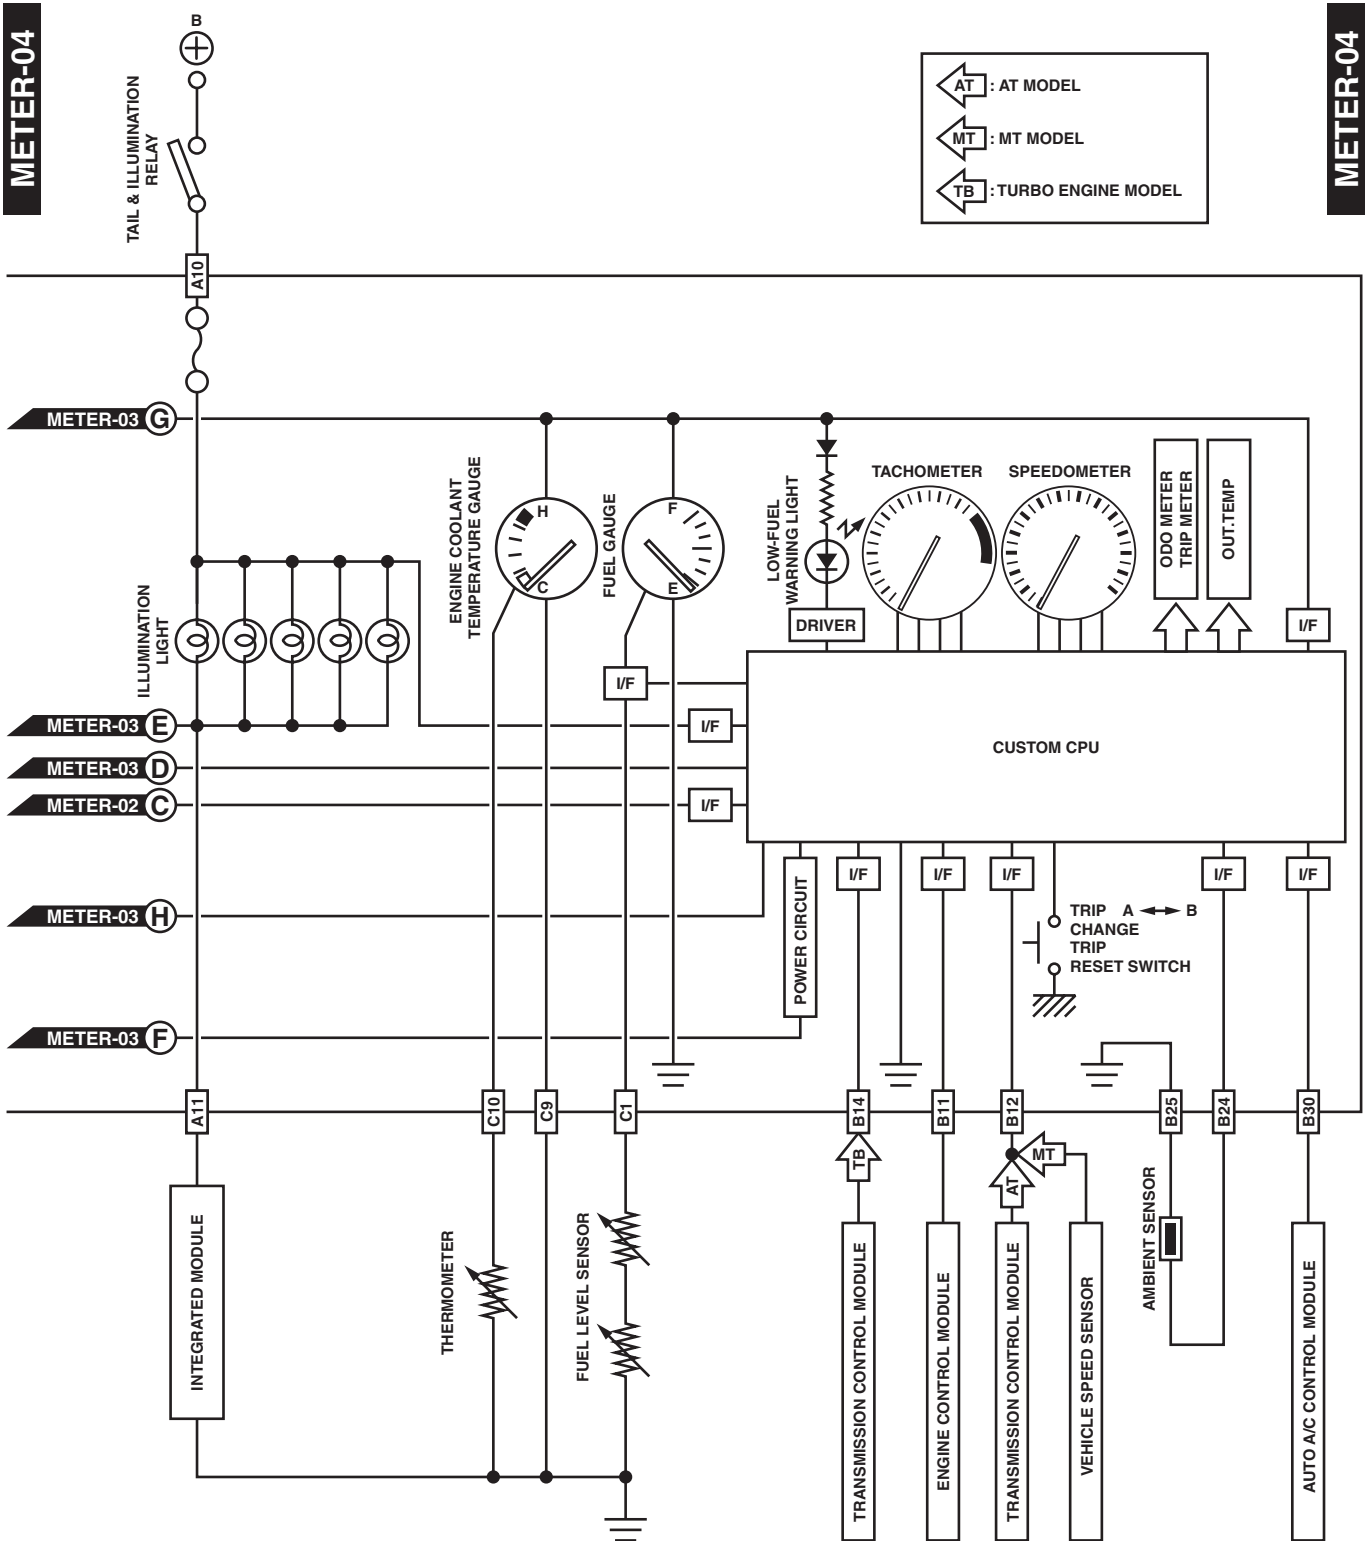 METER-04
METER-04
B
TAIL & ILLUMINATION
RELAY
AT : AT MODEL
MT : MT MODEL
TB : TURBO ENGINE MODEL
A10
METER-03 G
ENGINE COOLANT
TEMPERATURE GAUGE
H
C
FUEL GAUGE
F
E
LOW-FUEL
WARNING LIGHT
TACHOMETER
SPEEDOMETER
ODO METER
TRIP METER
OUT.TEMP
DRIVER
I/F
ILLUMINATION
LIGHT
I/F
METER-03 E
I/F
CUSTOM CPU
METER-03 D
METER-02 C
I/F
POWER CIRCUIT
I/F
I/F
I/F
I/F
I/F
METER-03 H
TRIP A B
CHANGE
TRIP
RESET SWITCH
METER-03 F
A11
C10
C9
C1
B14
B11
B12
B25
B24
B30
TB
MT
AT
INTEGRATED MODULE
THERMOMETER
FUEL LEVEL SENSOR
TRANSMISSION CONTROL MODULE
ENGINE CONTROL MODULE
TRANSMISSION CONTROL MODULE
VEHICLE SPEED SENSOR
AMBIENT SENSOR
AUTO A/C CONTROL MODULE